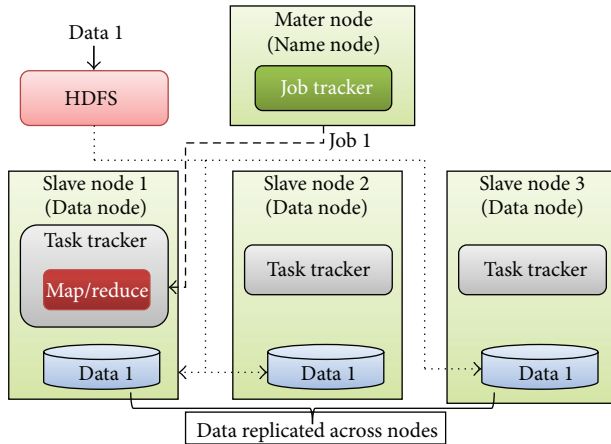 Data 1
HDFS
Mater node
(Name node)
Job tracker
Job 1
Slave node 1
(Data node)
Task tracker
Map/reduce
Data 1
Slave node 2
(Data node)
Task tracker
Data 1
Slave node 3
(Data node)
Task tracker
Data 1
Data replicated across nodes